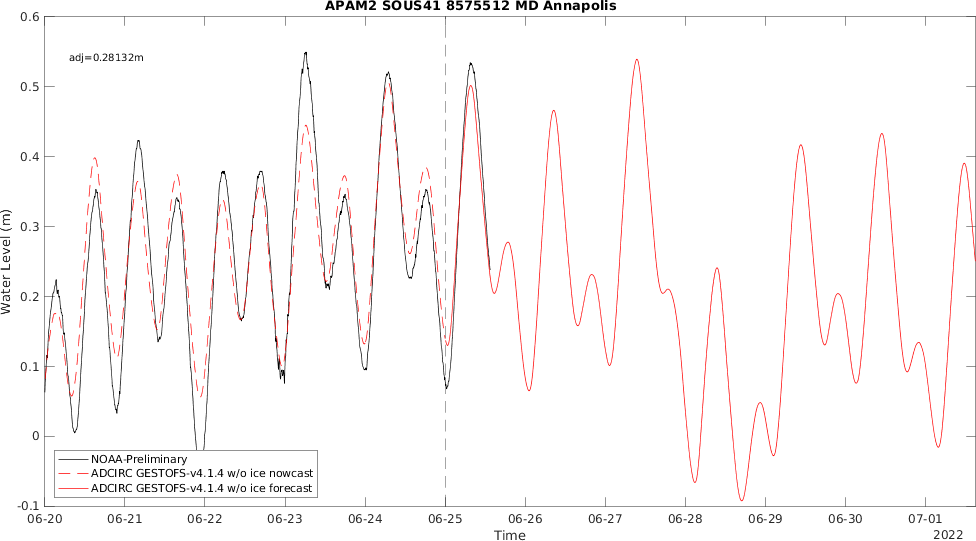 APAM2 SOUS41 8575512 MD Annapolis
0.6
adj=0.28132m
0.5
0.4
0.3
0.2
0.1
0
-0.1
Water Level (m)
NOAA-Preliminary
ADCIRC GESTOFS-v4.1.4 w/o ice nowcast
ADCIRC GESTOFS-v4.1.4 w/o ice forecast
06-20 06-21 06-22 06-23 06-24 06-25 06-26 06-27 06-28 06-29 06-30 07-01
Time
2022